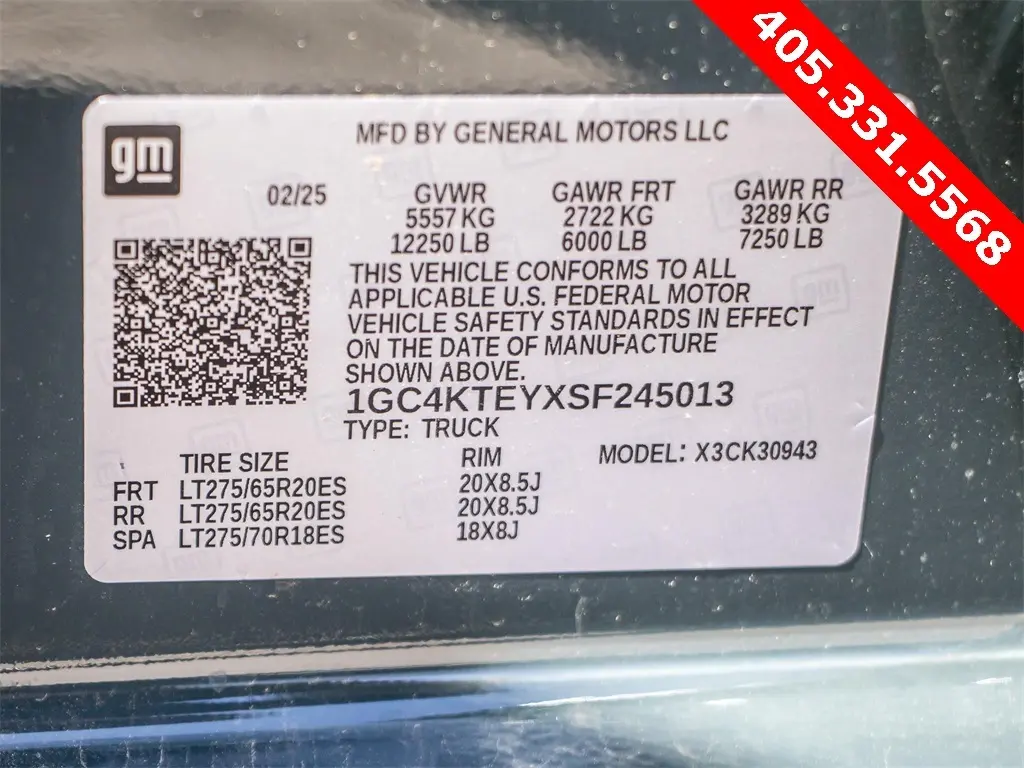 405.331.5568
gm
MFD BY GENERAL MOTORS LLC
02/25 GVWR GAWR FRT GAWR RR
5557 KG 2722 KG 3289 KG
12250 LB 6000 LB 7250 LB
THIS VEHICLE CONFORMS TO ALL
APPLICABLE U.S. FEDERAL MOTOR
VEHICLE SAFETY STANDARDS IN EFFECT
ON THE DATE OF MANUFACTURE
SHOWN ABOVE.
1GC4KTEYXSF245013
TYPE: TRUCK
TIRE SIZE RIM MODEL: X3CK30943
FRT LT275/65R20ES 20X8.5J
RR LT275/65R20ES 20X8.5J
SPA LT275/70R18ES 18X8J